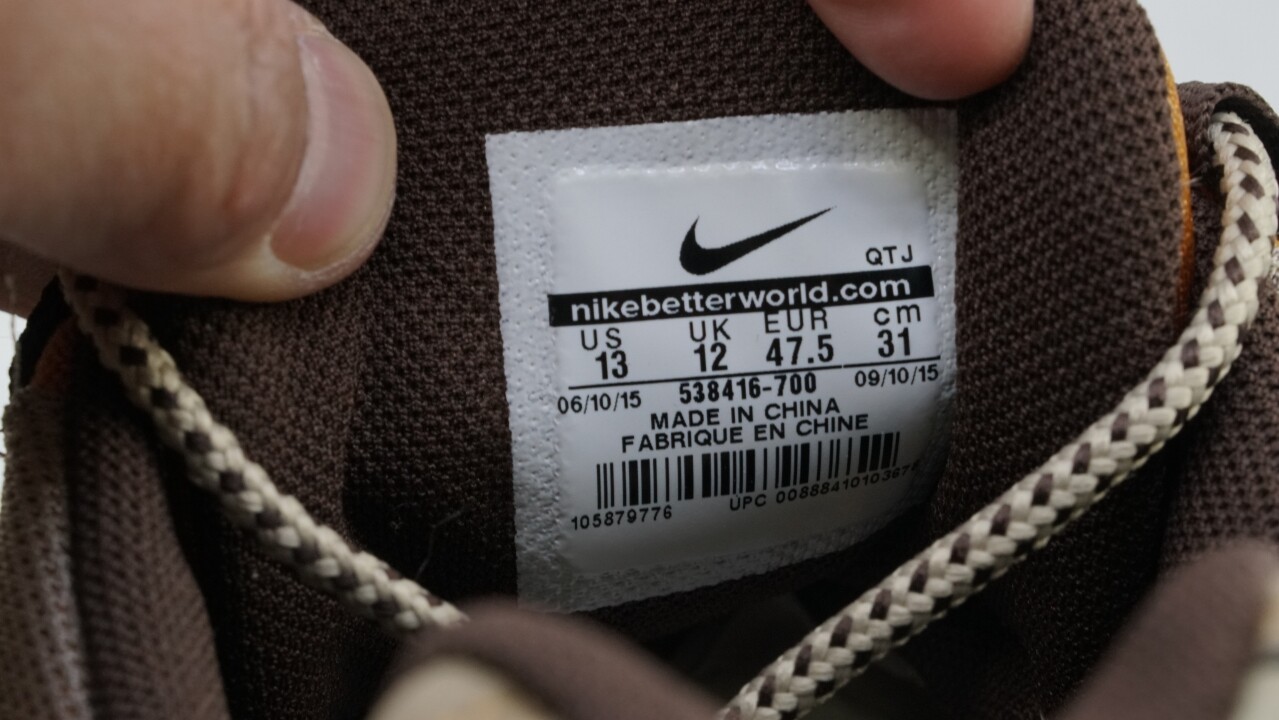 QTJ
nikebetterworld.com
US UK EUR cm
13 12 47.5 31
06/10/15 538416-700 09/10/15
MADE IN CHINA
FABRIQUE EN CHINE
105879776 UPC